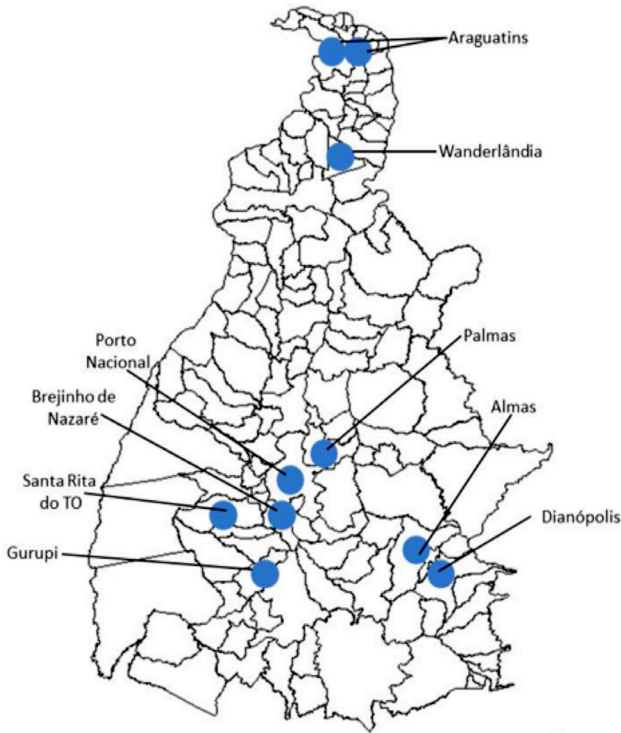 Araguatins
Wanderlândia
Porto
Nacional
Palmas
Brejinho de
Nazaré
Almas
Santa Rita
do TO
Dianópolis
Gurupi